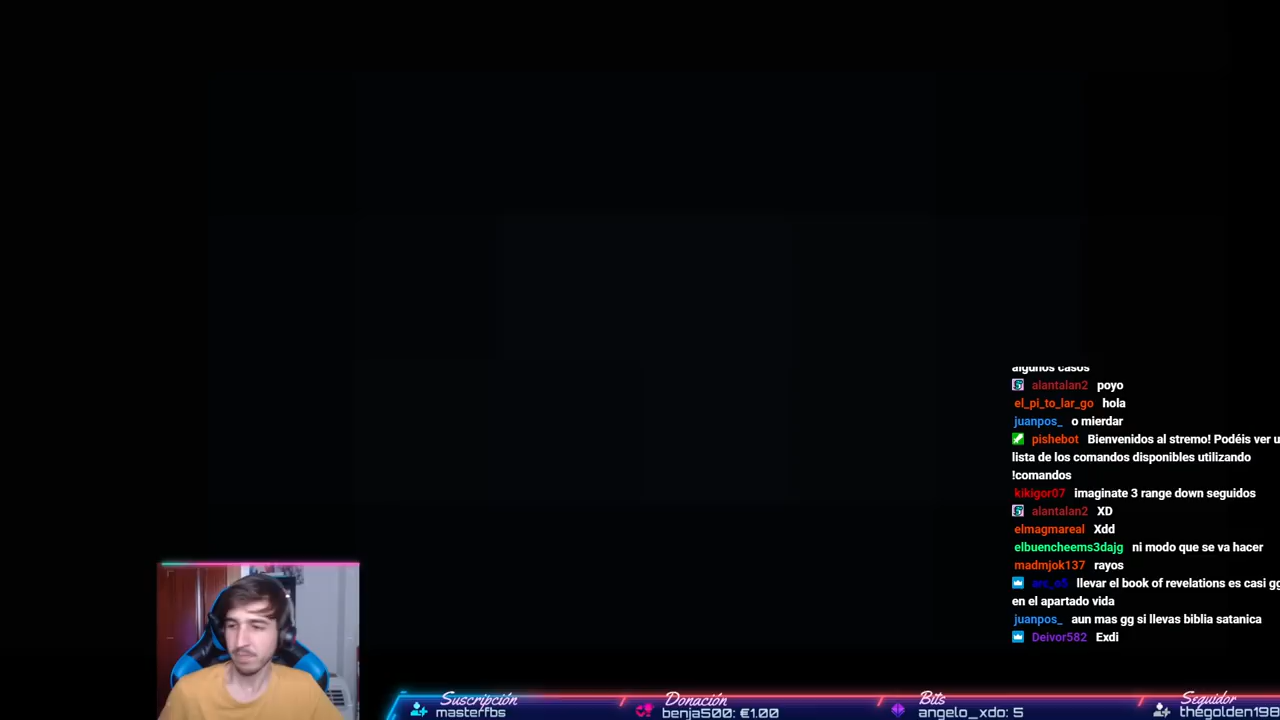 algunos casos
alantalan2 poyo
el_pi_to_lar_go hola
juanpos_ o mierdar
pishebot Bienvenidos al stremo! Podéis ver u
lista de los comandos disponibles utilizando
!comandos
kikigor07 imaginate 3 range down seguidos
alantalan2 XD
elmagmareal Xdd
elbuencheems3dajg ni modo que se va hacer
madmjok137 rayos
llevar el book of revelations es casi gg
en el apartado vida
juanpos_ aun mas gg si llevas biblia satanica
Deivor582 Exdi
Suscripción Donación Bits Seguidor
masterfbs benja500: €1.00 angelo_xdo: 5 thegolden198